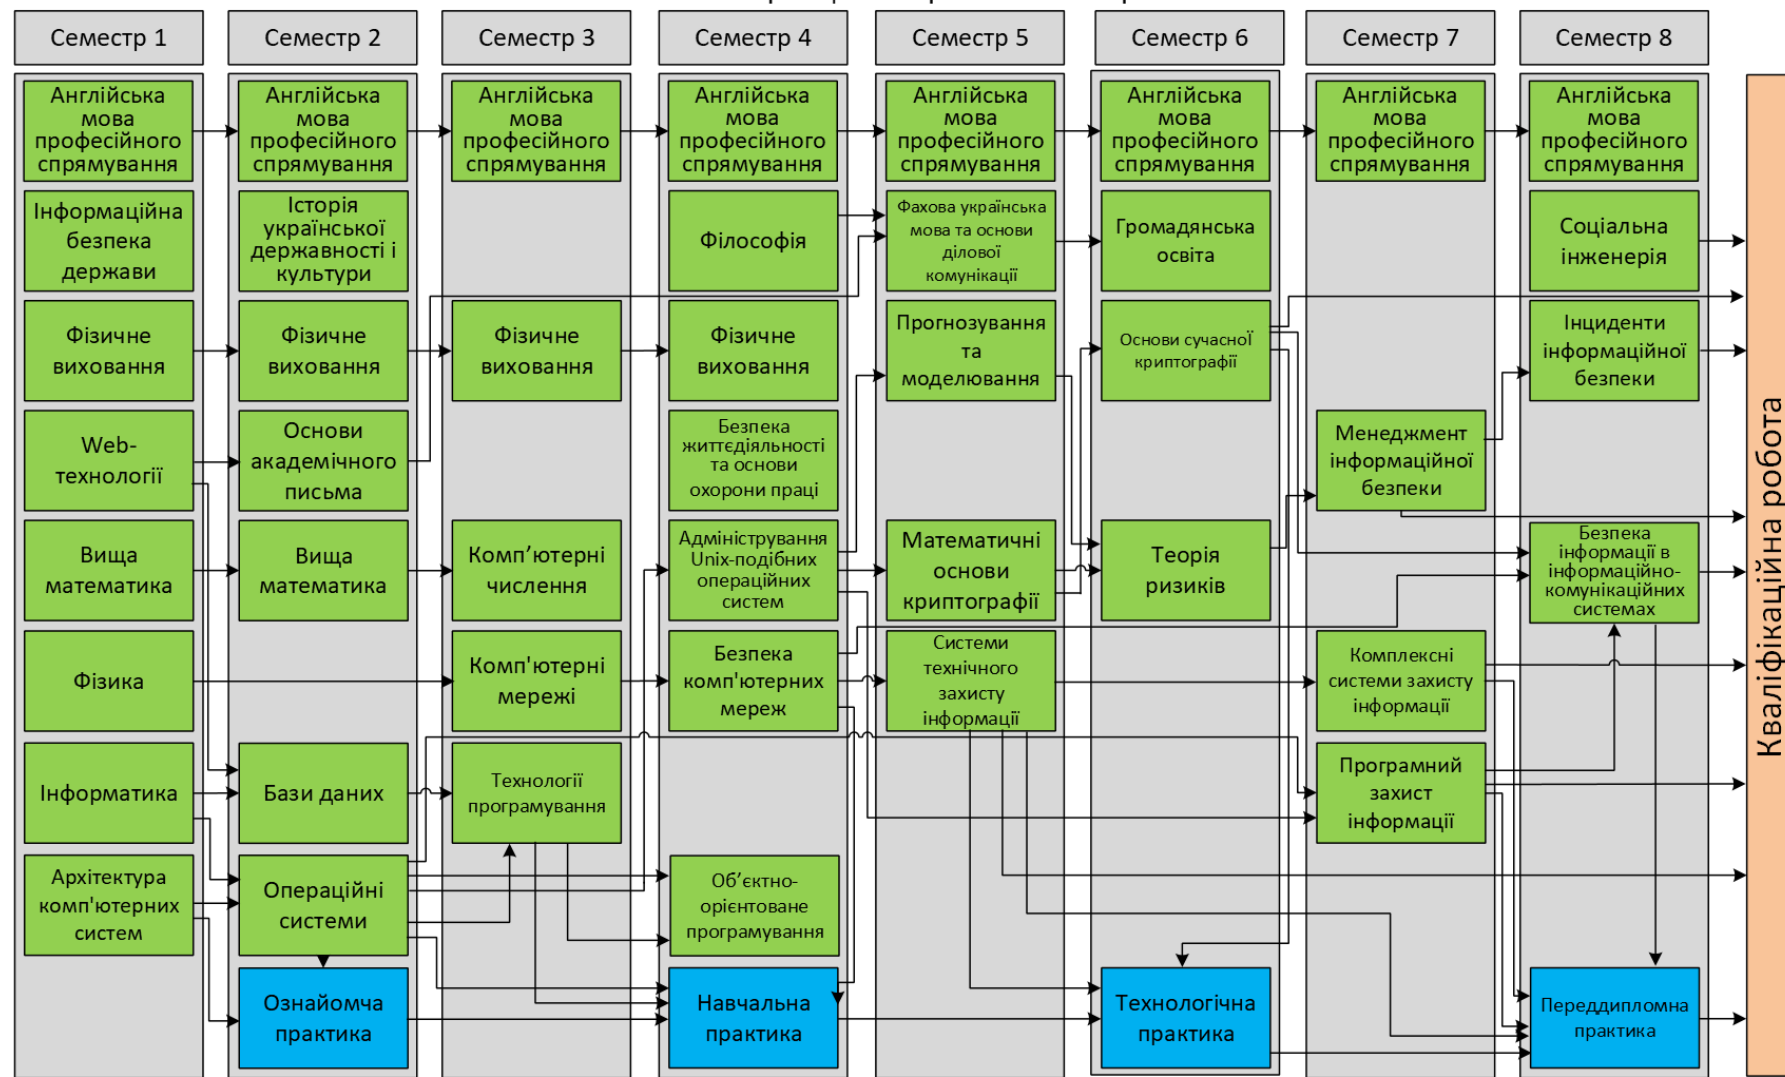 Семестр 1
Семестр 2
Семестр 3
Семестр 4
Семестр 5
Семестр 6
Семестр 7
Семестр 8
Англійська
мова
професійного
спрямування
Інформаційна
безпека
держави
Фізичне
виховання
Web-
технології
Вища
математика
Фізика
Інформатика
Архітектура
комп'ютерних
систем
Англійська
мова
професійного
спрямування
Історія
української
державності і
культури
Фізичне
виховання
Основи
академічного
письма
Вища
математика
Бази даних
Операційні
системи
Ознайомча
практика
Англійська
мова
професійного
спрямування
Фізичне
виховання
Комп’ютерні
числення
Комп'ютерні
мережі
Технології
програмування
Англійська
мова
професійного
спрямування
Філософія
Фізичне
виховання
Безпека
життєдіяльності
та основи
охорони праці
Адміністрування
Unix-подібних
операційних
систем
Безпека
комп'ютерних
мереж
Об’єктно-
орієнтоване
програмування
Навчальна
практика
Англійська
мова
професійного
спрямування
Фахова українська
мова та основи
ділової
комунікації
Прогнозування
та
моделювання
Математичні
основи
криптографії
Системи
технічного
захисту
інформації
Англійська
мова
професійного
спрямування
Громадянська
освіта
Основи сучасної
криптографії
Теорія
ризиків
Технологічна
практика
Англійська
мова
професійного
спрямування
Менеджмент
інформаційної
безпеки
Комплексні
системи захисту
інформації
Програмний
захист
інформації
Англійська
мова
професійного
спрямування
Соціальна
інженерія
Інциденти
інформаційної
безпеки
Безпека
інформації в
інформаційно-
комунікаційних
системах
Переддипломна
практика
Кваліфікаційна робота